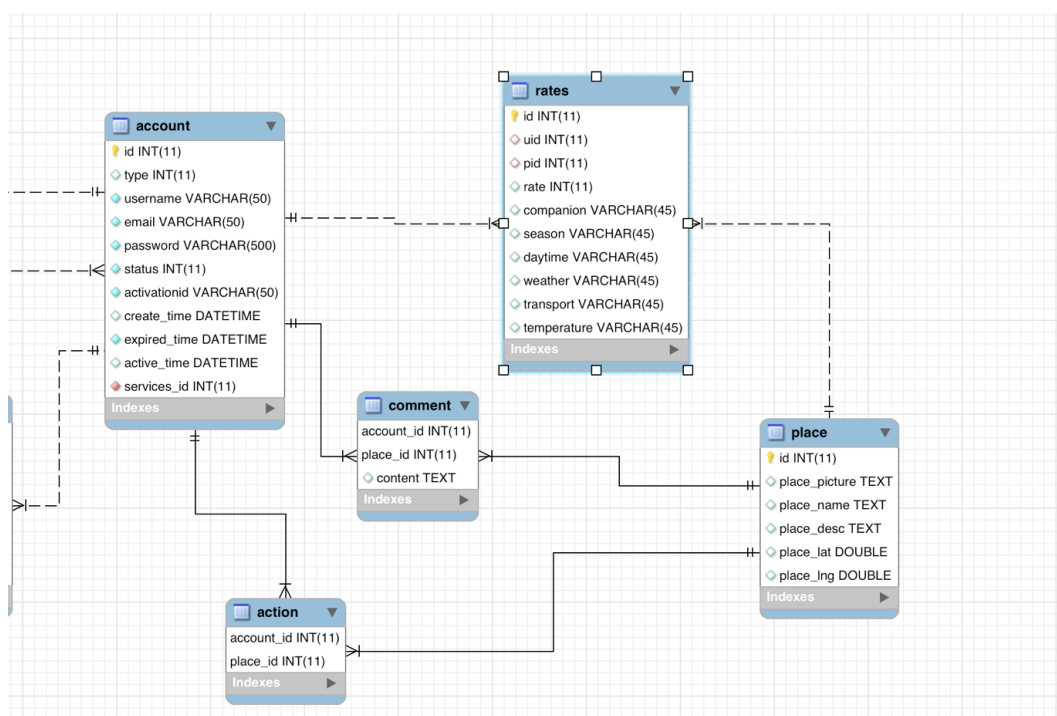 account
id INT(11)
type INT(11)
username VARCHAR(50)
email VARCHAR(50)
password VARCHAR(500)
status INT(11)
activationid VARCHAR(50)
create_time DATETIME
expired_time DATETIME
active_time DATETIME
services_id INT(11)
Indexes
rates
id INT(11)
uid INT(11)
pid INT(11)
rate INT(11)
companion VARCHAR(45)
season VARCHAR(45)
daytime VARCHAR(45)
weather VARCHAR(45)
transport VARCHAR(45)
temperature VARCHAR(45)
Indexes
comment
account_id INT(11)
place_id INT(11)
content TEXT
Indexes
place
id INT(11)
place_picture TEXT
place_name TEXT
place_desc TEXT
place_lat DOUBLE
place_lng DOUBLE
Indexes
action
account_id INT(11)
place_id INT(11)
Indexes